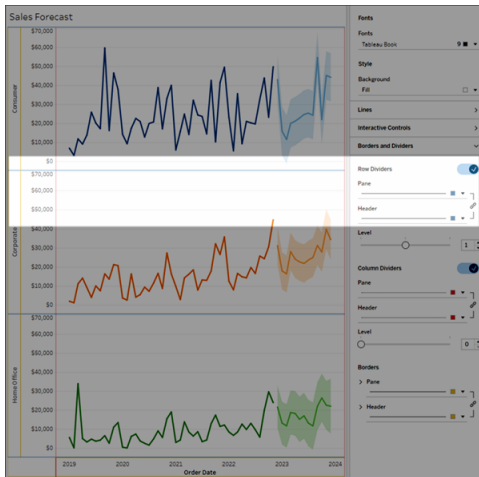 Sales Forecast
Consumer
$70,000
$60,000
$50,000
$40,000
$30,000
$20,000
$10,000
$0
Corporate
$70,000
$60,000
$50,000
$40,000
$30,000
$20,000
$10,000
$0
Home Office
$70,000
$60,000
$50,000
$40,000
$30,000
$20,000
$10,000
$0
2019 2020 2021 2022 2023 2024
Order Date
Fonts
Fonts
Tableau Book 9
Style
Background
Fill
Lines
Interactive Controls
Borders and Dividers
Row Dividers
Pane
Header
Level
1
Column Dividers
Pane
Header
Level
0
Borders
Pane
Header